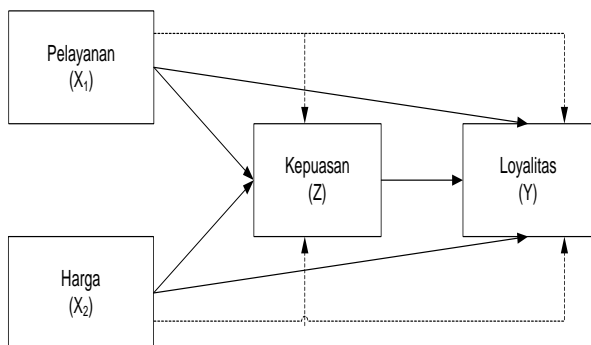 Pelayanan
(X₁)
Kepuasan
(Z)
Loyalitas
(Y)
Harga
(X₂)